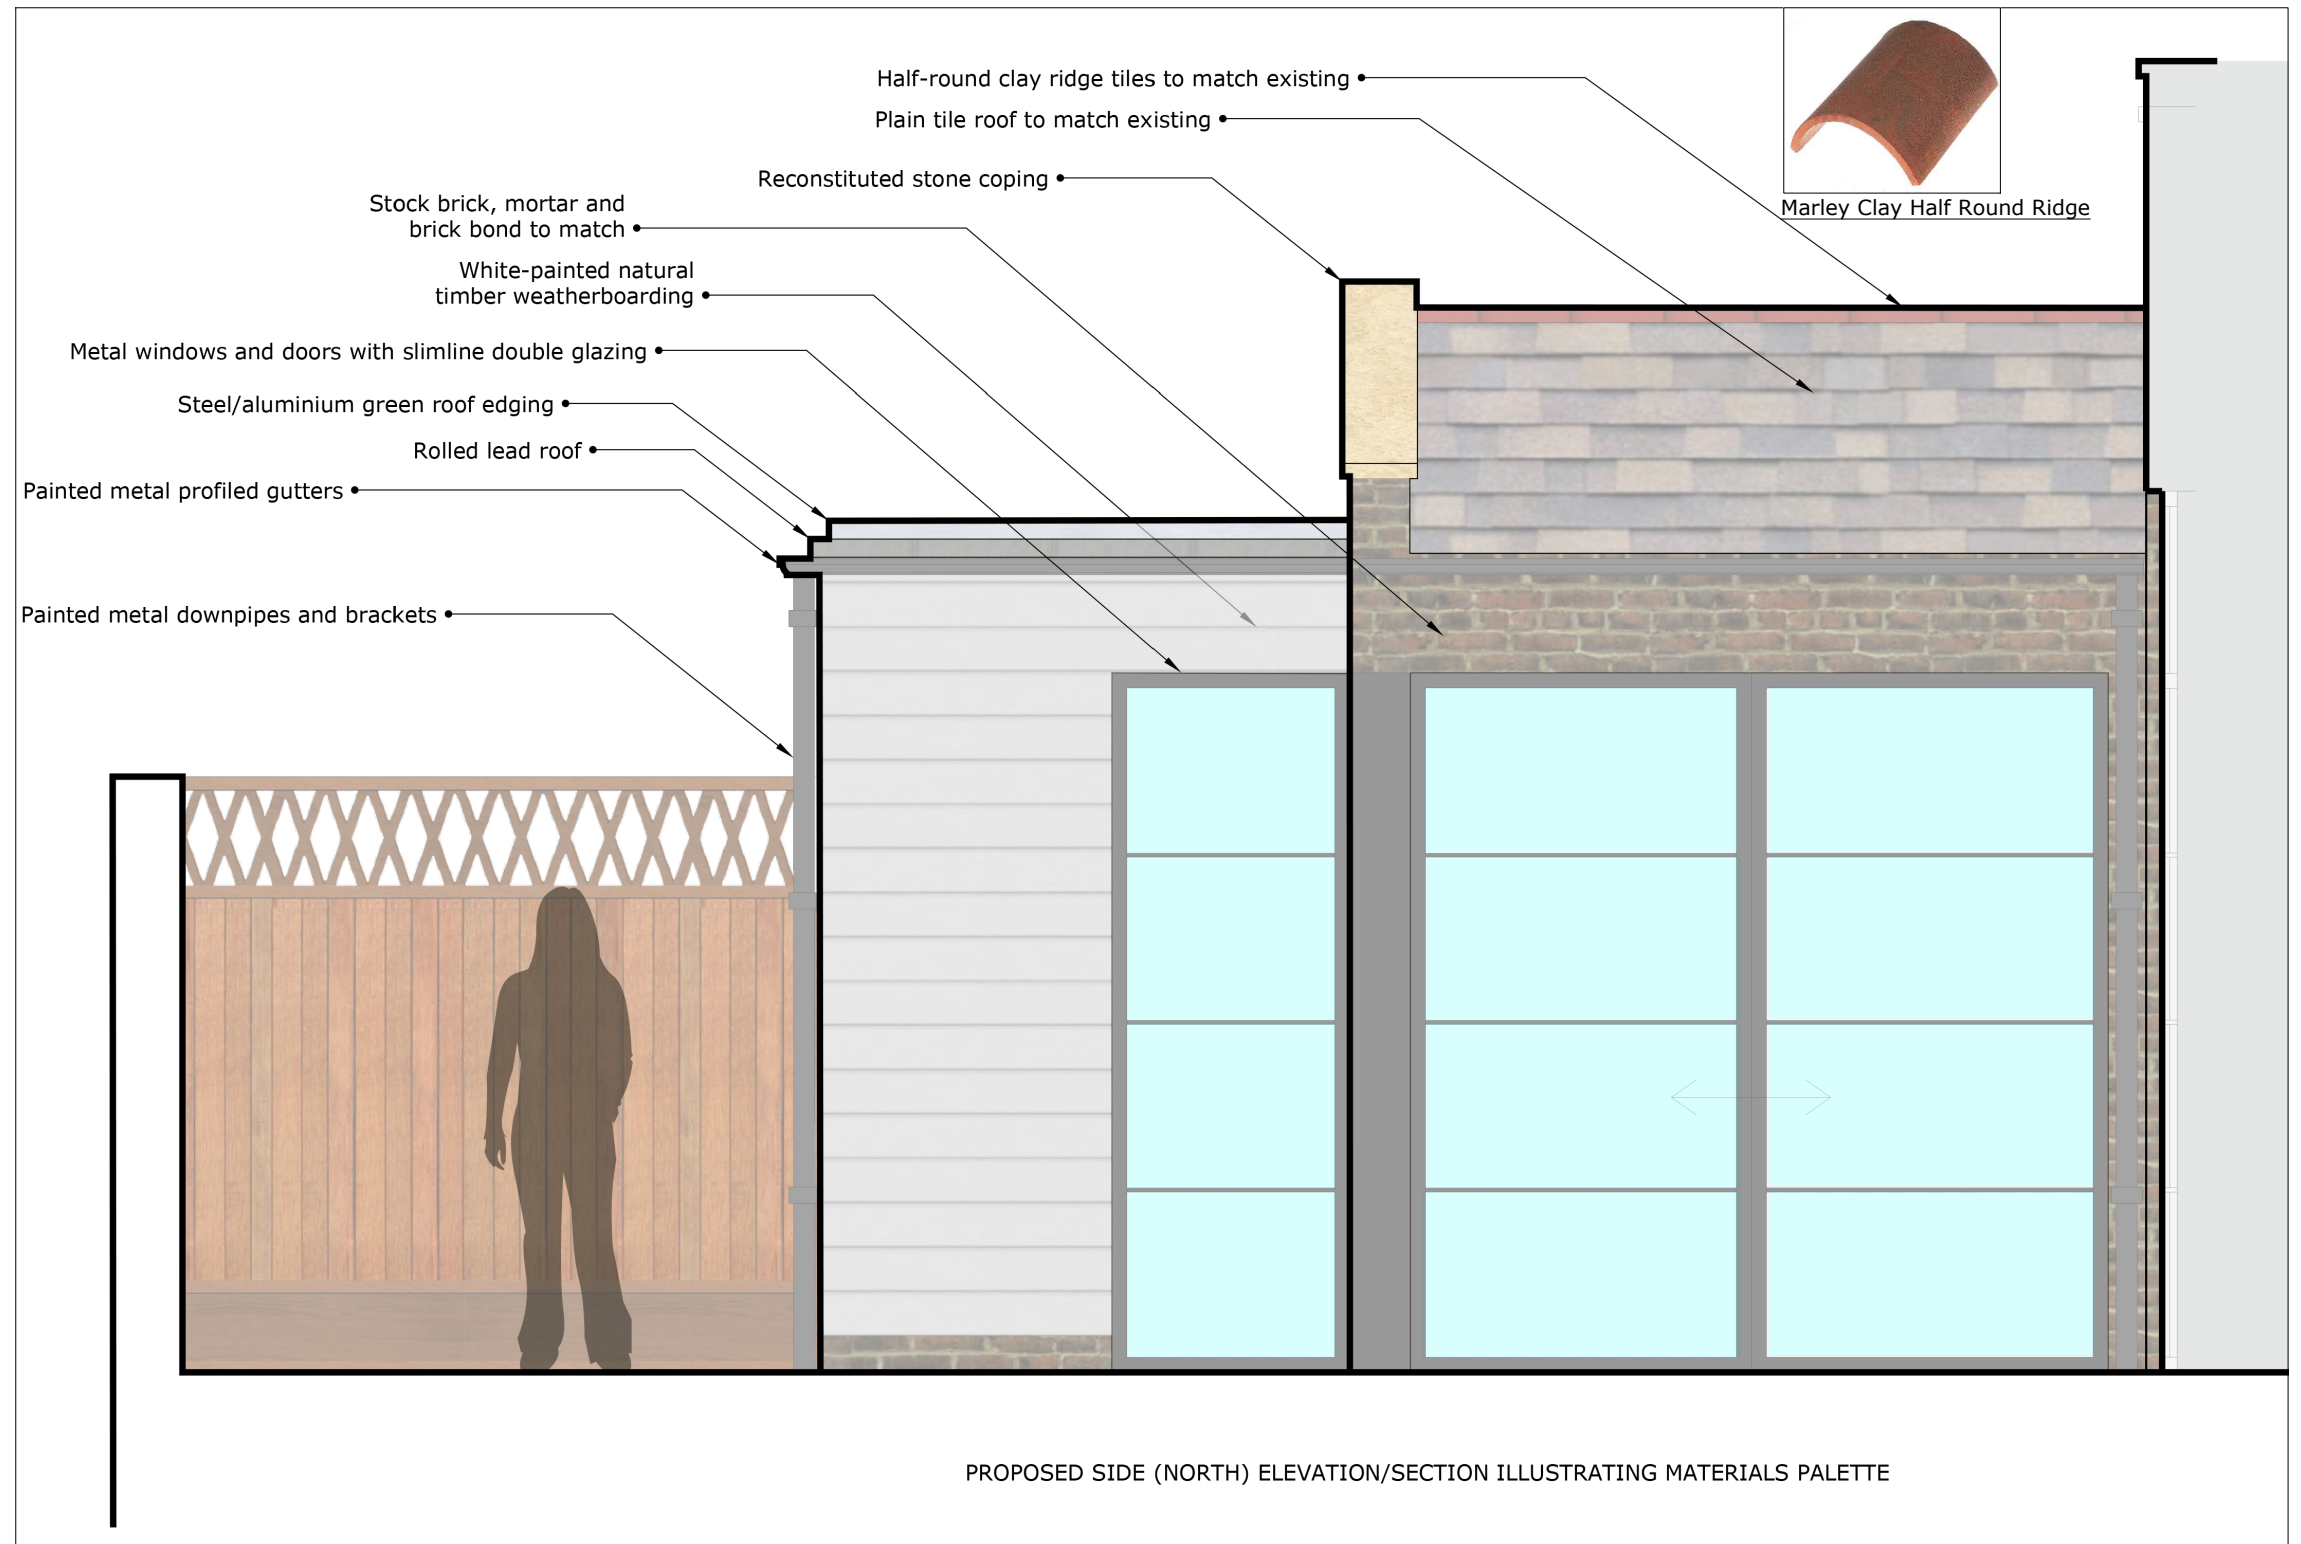 Half-round clay ridge tiles to match existing
Plain tile roof to match existing
Reconstituted stone coping
Marley Clay Half Round Ridge
Stock brick, mortar and
brick bond to match
White-painted natural
timber weatherboarding
Metal windows and doors with slimline double glazing
Steel/aluminium green roof edging
Rolled lead roof
Painted metal profiled gutters
Painted metal downpipes and brackets
PROPOSED SIDE (NORTH) ELEVATION/SECTION ILLUSTRATING MATERIALS PALETTE